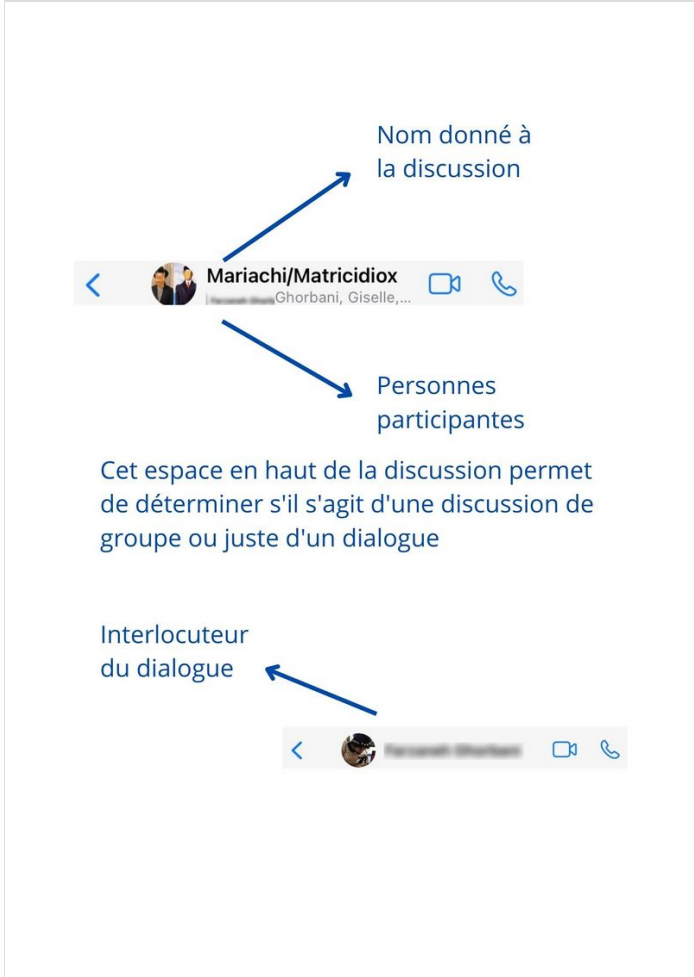 Nom donné à
la discussion
Mariachi/Matricidiox
Ghorbani, Giselle,...
Personnes
participantes
Cet espace en haut de la discussion permet
de déterminer s'il s'agit d'une discussion de
groupe ou juste d'un dialogue
Interlocuteur
du dialogue